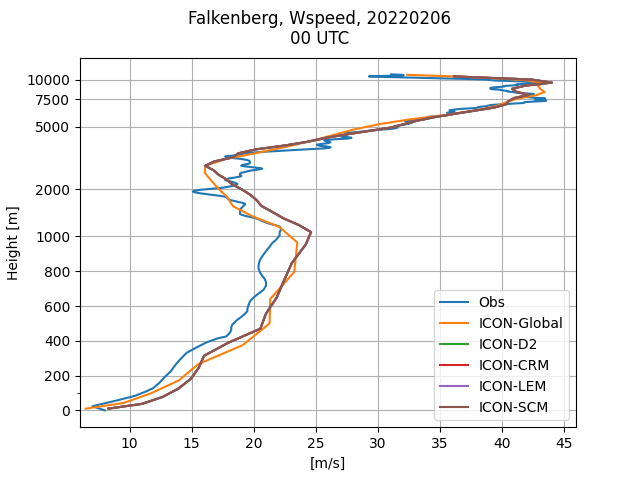 Falkenberg, Wspeed, 20220206
00 UTC
10000
7500
5000
2000
1000
800
600
400
200
0
Height [m]
Obs
ICON-Global
ICON-D2
ICON-CRM
ICON-LEM
ICON-SCM
10 15 20 25 30 35 40 45
[m/s]